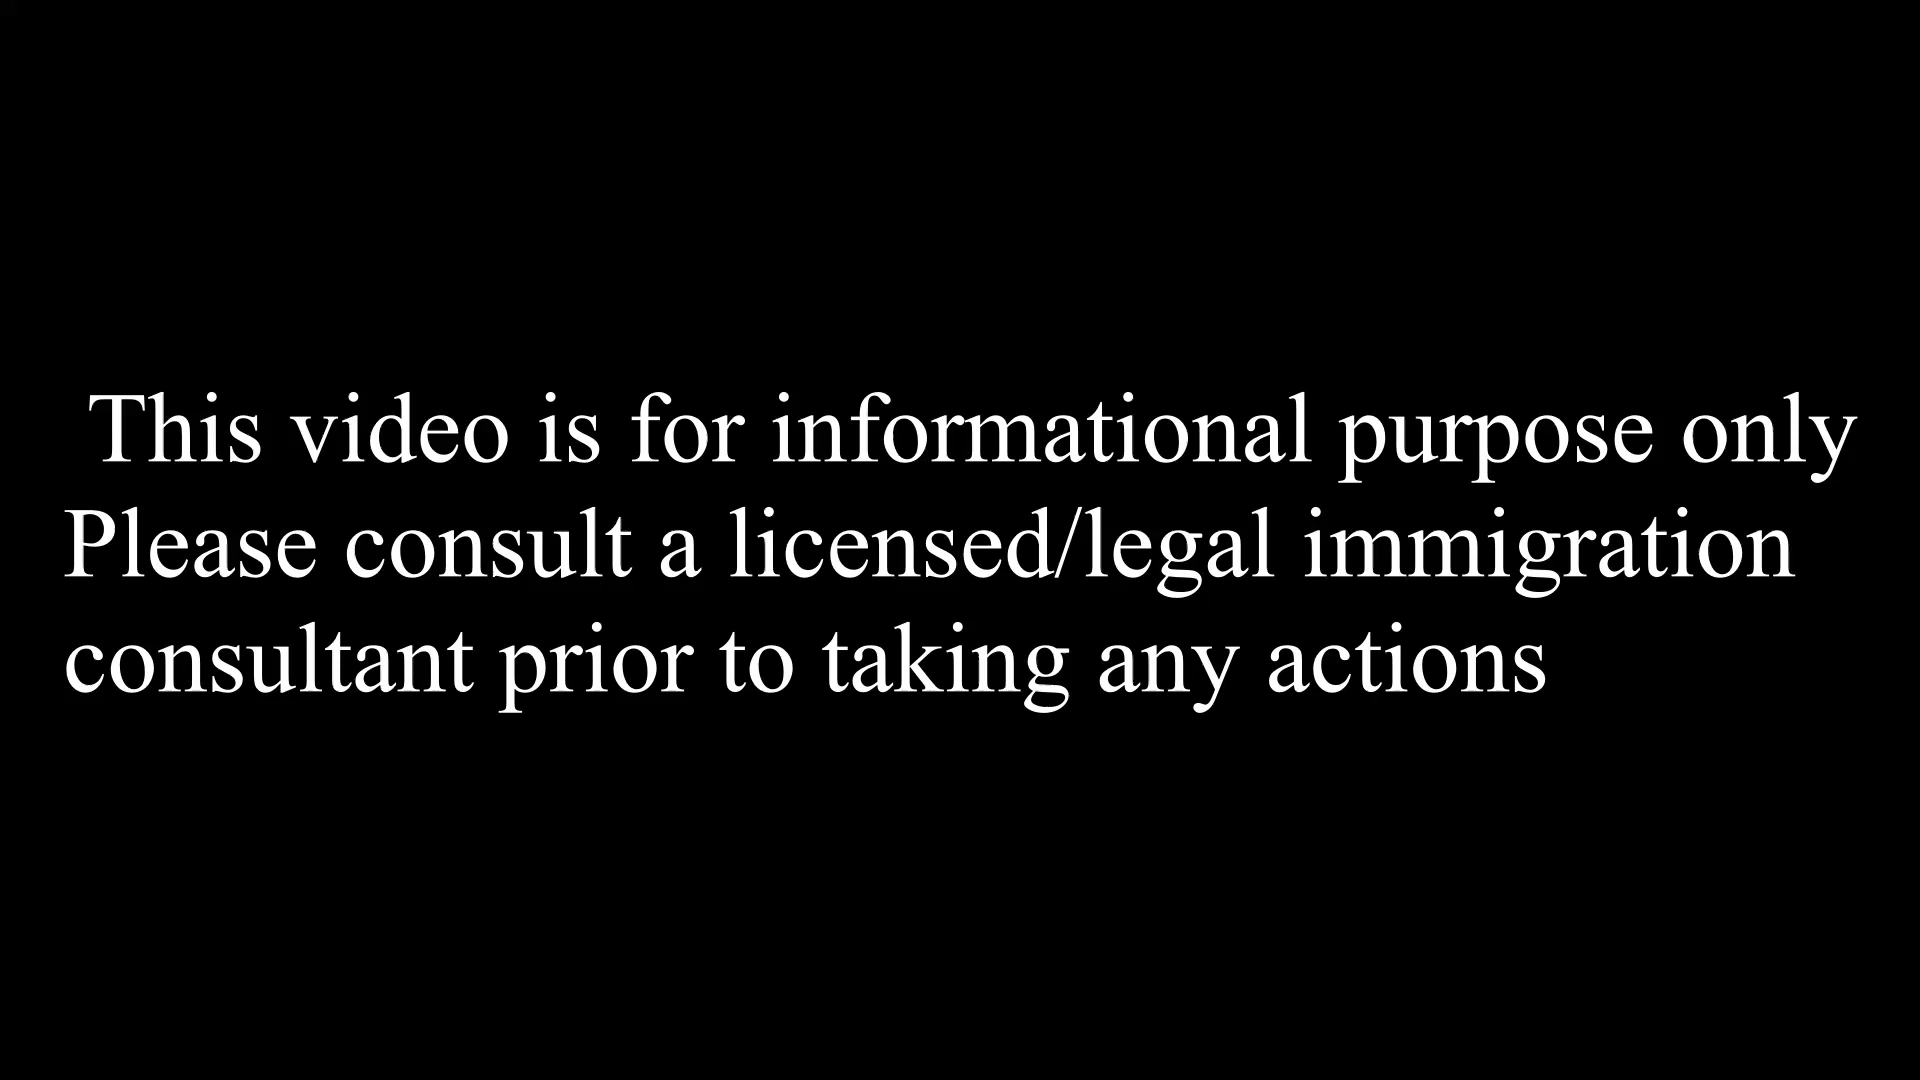 This video is for informational purpose only
Please consult a licensed/legal immigration
consultant prior to taking any actions